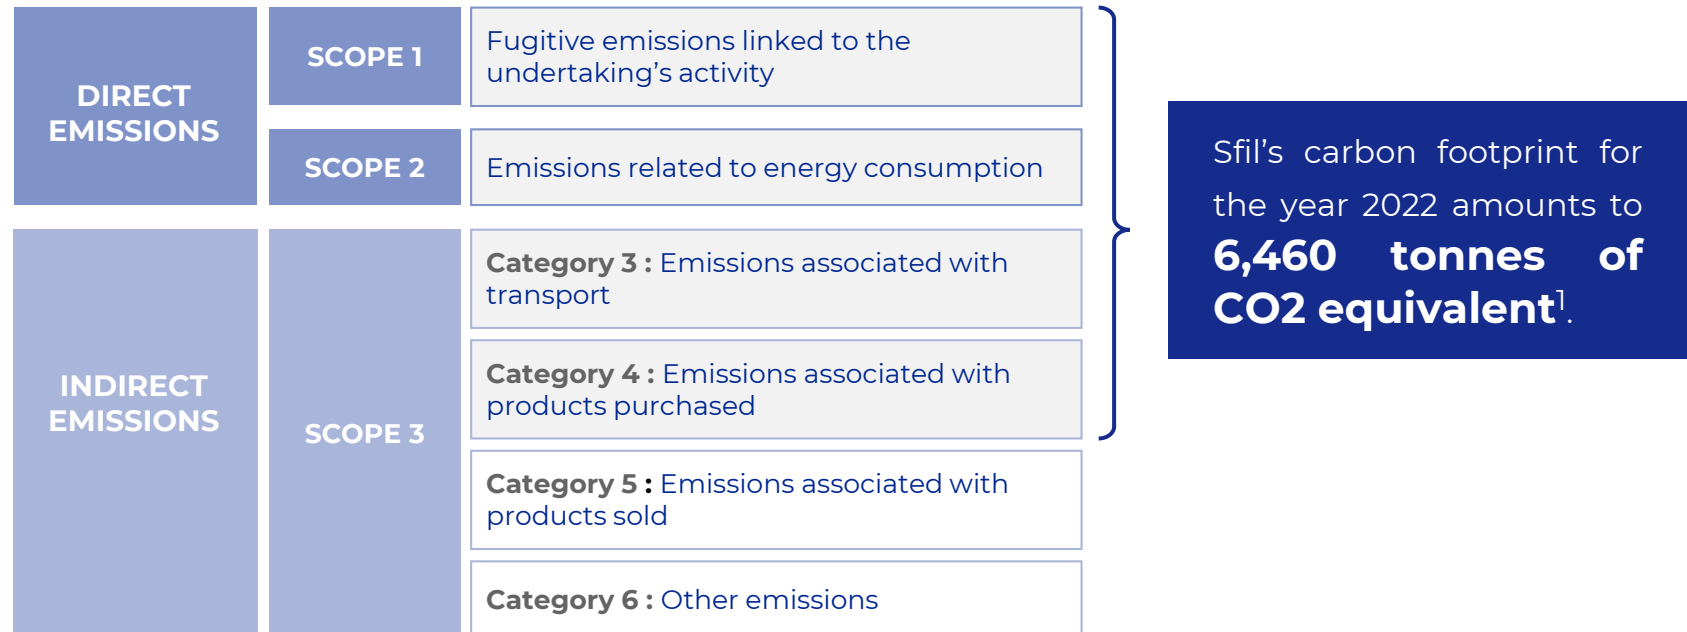 DIRECT
EMISSIONS
SCOPE 1
Fugitive emissions linked to the
undertaking’s activity
SCOPE 2
Emissions related to energy consumption
INDIRECT
EMISSIONS
SCOPE 3
Category 3 : Emissions associated with
transport
Category 4 : Emissions associated with
products purchased
Category 5 : Emissions associated with
products sold
Category 6 : Other emissions
Sfil’s carbon footprint for
the year 2022 amounts to
6,460 tonnes of
CO2 equivalent¹.